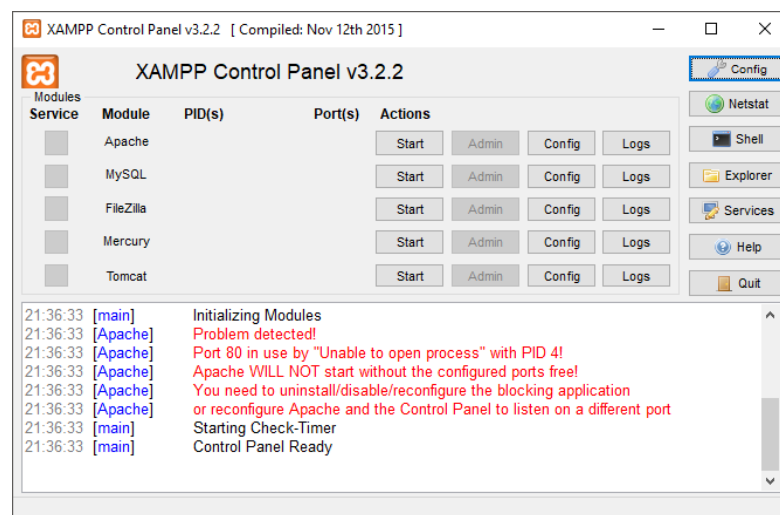 XAMPP Control Panel v3.2.2 [ Compiled: Nov 12th 2015 ]
XAMPP Control Panel v3.2.2
Config
Modules
Service Module PID(s) Port(s) Actions
Netstat
Apache Start Admin Config Logs
Shell
MySQL Start Admin Config Logs
Explorer
FileZilla Start Admin Config Logs
Services
Mercury Start Admin Config Logs
Help
Tomcat Start Admin Config Logs
Quit
21:36:33 [main] Initializing Modules
21:36:33 [Apache] Problem detected!
21:36:33 [Apache] Port 80 in use by "Unable to open process" with PID 4!
21:36:33 [Apache] Apache WILL NOT start without the configured ports free!
21:36:33 [Apache] You need to uninstall/disable/reconfigure the blocking application
21:36:33 [Apache] or reconfigure Apache and the Control Panel to listen on a different port
21:36:33 [main] Starting Check-Timer
21:36:33 [main] Control Panel Ready